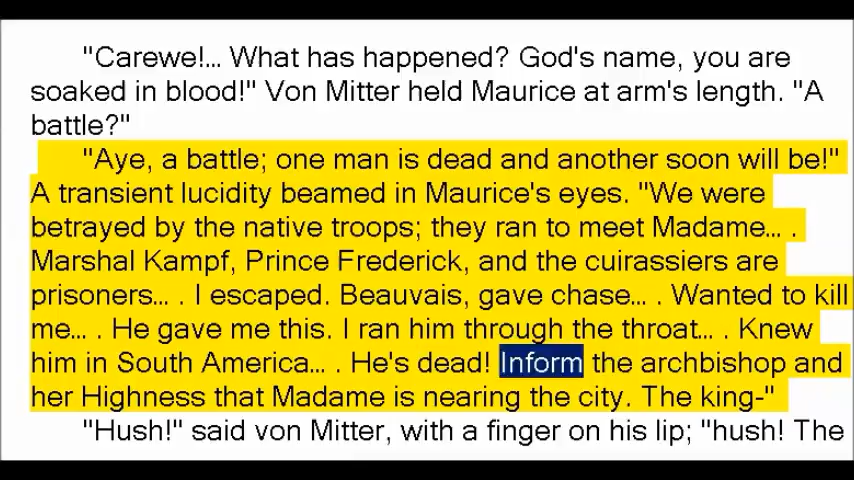 "Carewe!... What has happened? God's name, you are
soaked in blood!" Von Mitter held Maurice at arm's length. "A
battle?"
"Aye, a battle; one man is dead and another soon will be!"
A transient lucidity beamed in Maurice's eyes. "We were
betrayed by the native troops; they ran to meet Madame... .
Marshal Kampf, Prince Frederick, and the cuirassiers are
prisoners... . I escaped. Beauvais, gave chase... . Wanted to kill
me... . He gave me this. I ran him through the throat... . Knew
him in South America... . He's dead! Inform the archbishop and
her Highness that Madame is nearing the city. The king-"
"Hush!" said von Mitter, with a finger on his lip; "hush! The